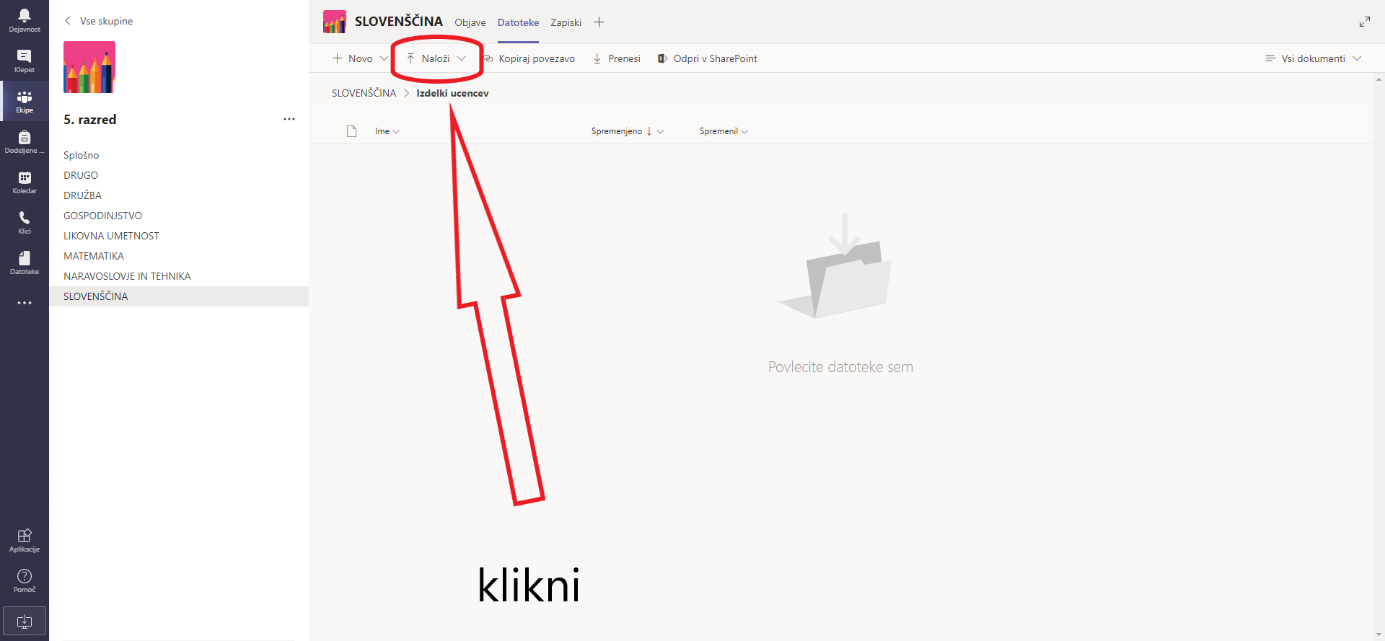 Dejavnost
Klepet
Ekipe
Dodeljene ...
Koledar
Klici
Datoteke
Aplikacije
Pomoč
Vse skupine
5. razred
Splošno
DRUGO
DRUŽBA
GOSPODINJSTVO
LIKOVNA UMETNOST
MATEMATIKA
NARAVOSLOVJE IN TEHNIKA
SLOVENŠČINA
SLOVENŠČINA Objave Datoteke Zapiski
Novo Naloži Kopiraj povezavo Prenesi Odpri v SharePoint Vsi dokumenti
SLOVENŠČINA > Izdelki ucencev
Ime Spremenjeno Spremenil
Povlecite datoteke sem
klikni